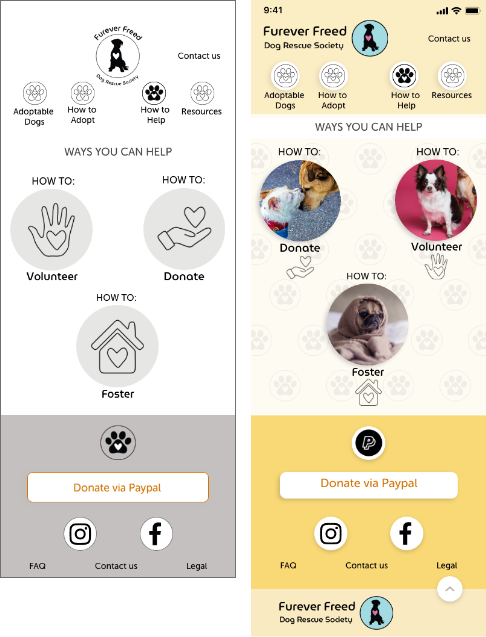 Furever Freed
Dog Rescue Society
Contact us
Adoptable
Dogs
How to
Adopt
How to
Help
Resources
WAYS YOU CAN HELP
HOW TO:
Volunteer
HOW TO:
Donate
HOW TO:
Foster
Donate via Paypal
FAQ
Contact us
Legal
9:41
Furever Freed
Dog Rescue Society
Contact us
Adoptable
Dogs
How to
Adopt
How to
Help
Resources
WAYS YOU CAN HELP
HOW TO:
Donate
HOW TO:
Volunteer
HOW TO:
Foster
Donate via Paypal
FAQ
Contact us
Legal
Furever Freed
Dog Rescue Society